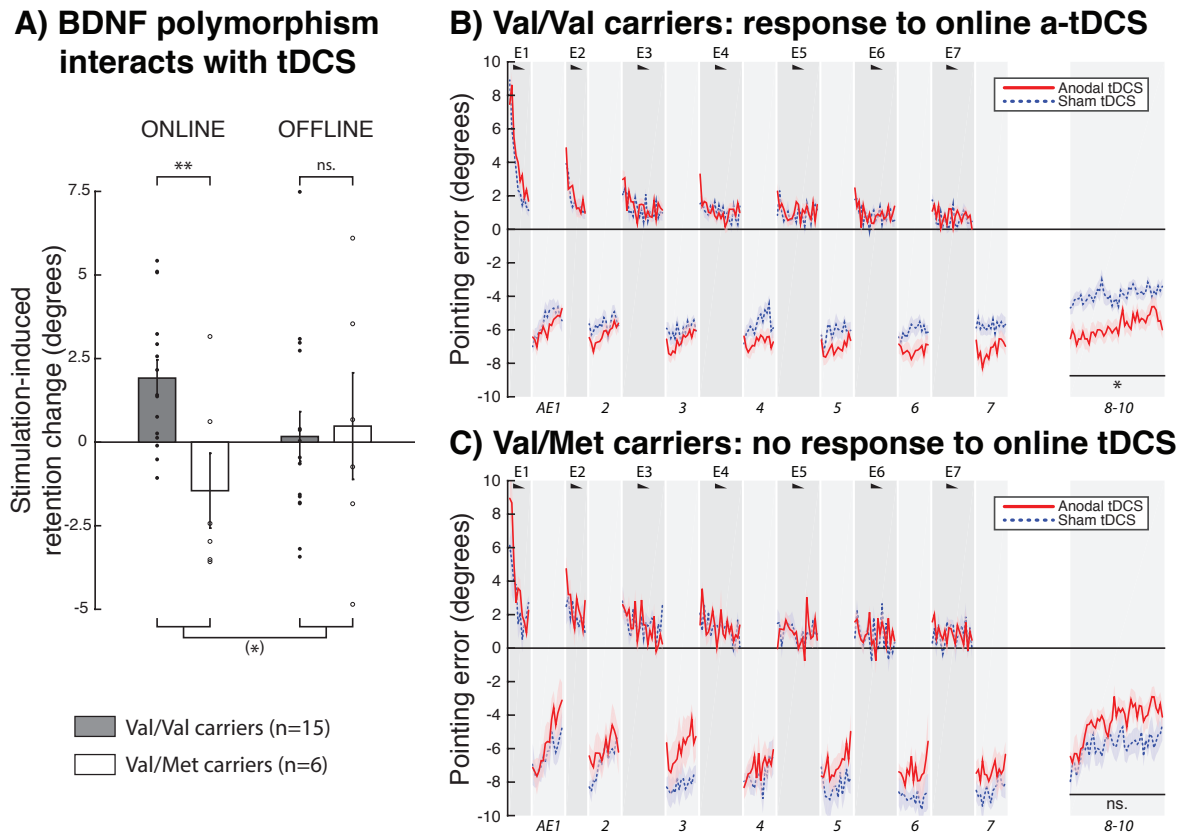 A) BDNF polymorphism
interacts with tDCS
ONLINE
OFFLINE
**
ns.
7.5
5
2.5
0
-2.5
-5
Stimulation-induced
retention change (degrees)
(*)
Val/Val carriers (n=15)
Val/Met carriers (n=6)
B) Val/Val carriers: response to online a-tDCS
E1 E2 E3 E4 E5 E6 E7
10
8
6
4
2
0
-2
-4
-6
-8
-10
Pointing error (degrees)
Anodal tDCS
Sham tDCS
*
AE1 2 3 4 5 6 7 8-10
C) Val/Met carriers: no response to online tDCS
E1 E2 E3 E4 E5 E6 E7
10
8
6
4
2
0
-2
-4
-6
-8
-10
Pointing error (degrees)
Anodal tDCS
Sham tDCS
ns.
AE1 2 3 4 5 6 7 8-10